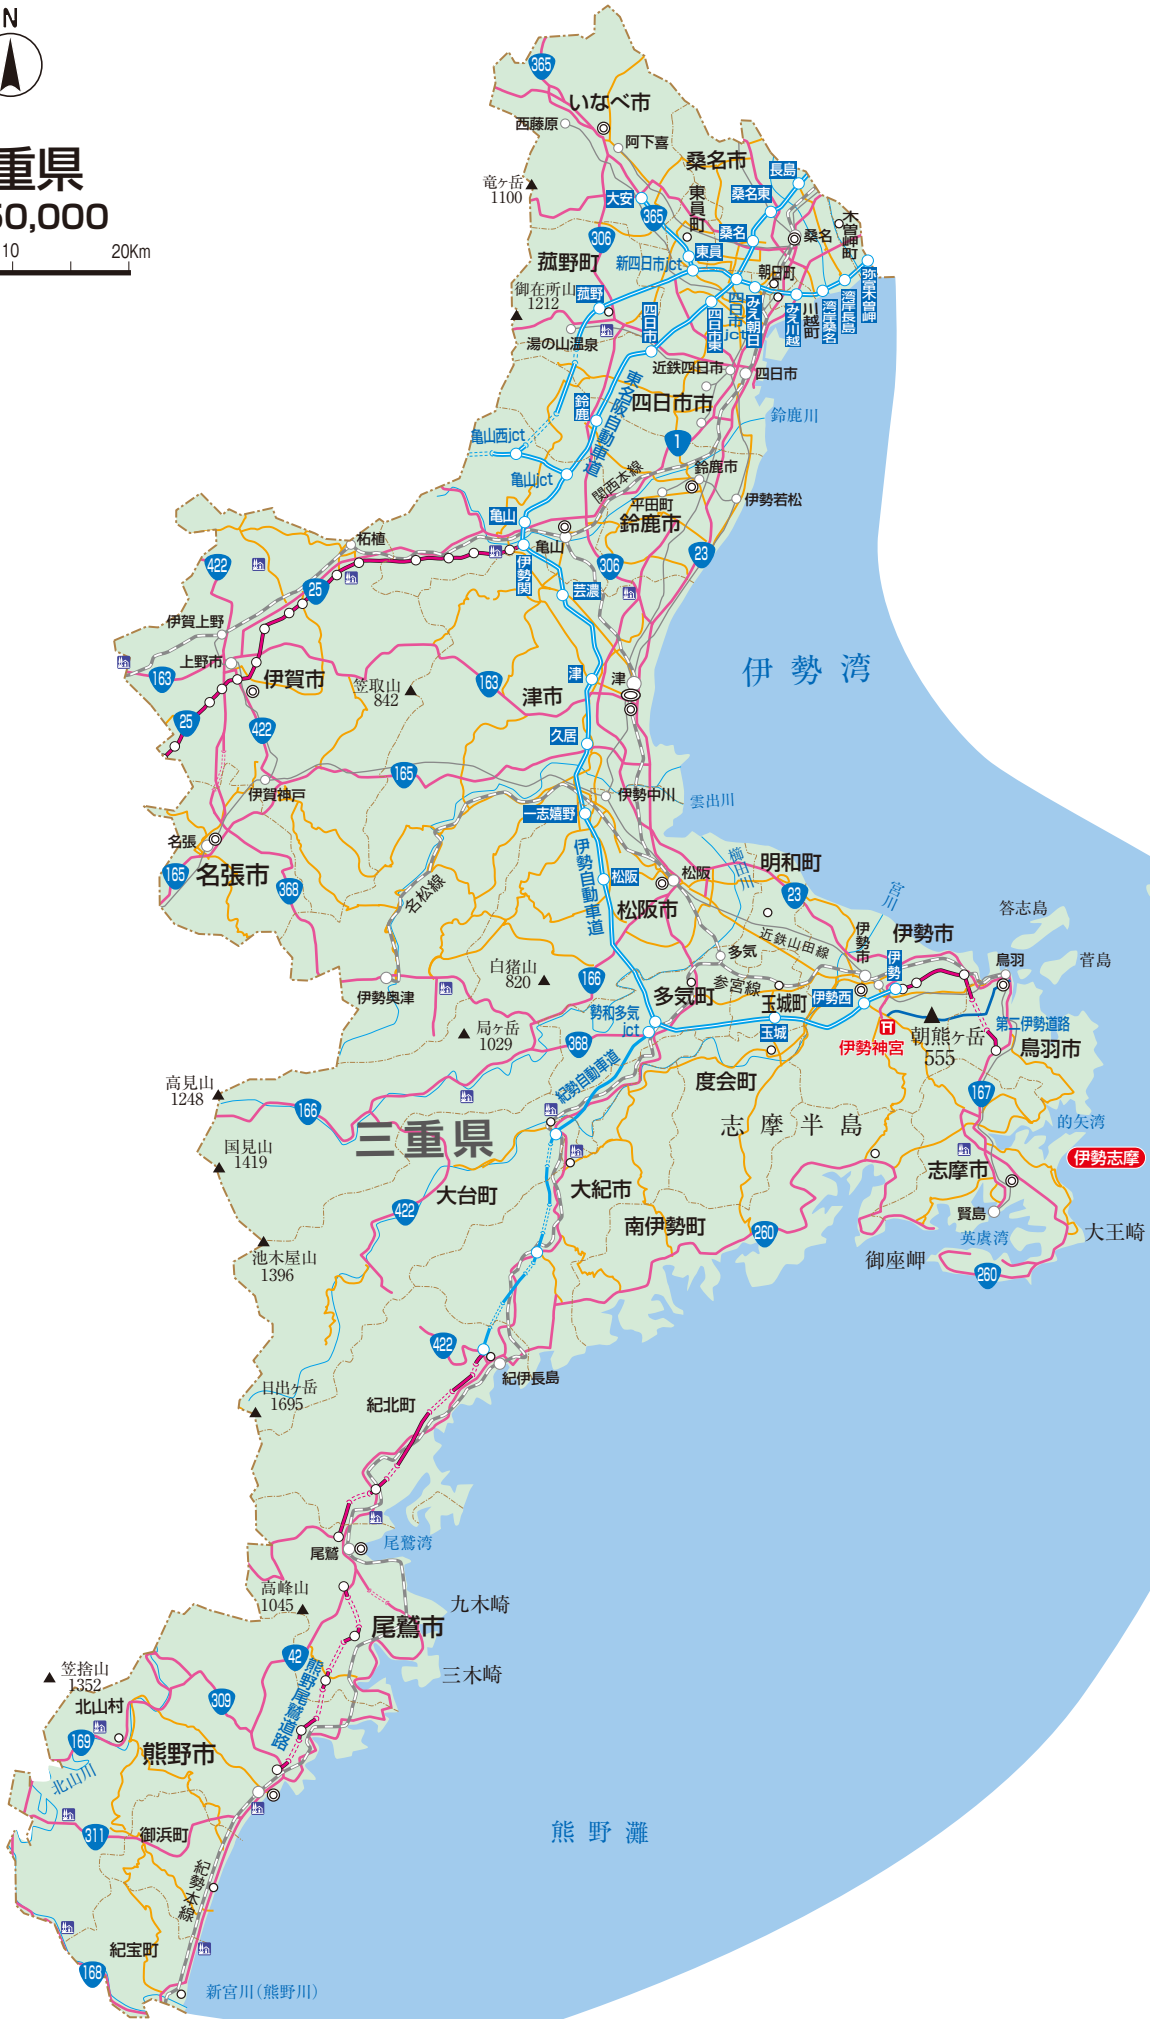 N
重県
50,000
10
20Km
365
いなべ市
西藤原
阿下喜
桑名市
長島
竜ヶ岳
1100
大安
365
東員町
桑名東
木曽岬町
306
桑名
桑名
菰野町
新四日市jct
東員
朝日町
弥富木曽岬
御在所山
1212
菰野
四日市
四日市東
四日市jct
みえ朝日
みえ川越
川越町
湾岸桑名
湾岸長島
湯の山温泉
近鉄四日市
四日市
東名阪自動車道
鈴鹿
四日市市
鈴鹿川
亀山西jct
1
亀山jct
関西本線
鈴鹿市
平田町
伊勢若松
亀山
鈴鹿市
柘植
亀山
422
25
伊勢関
306
23
芸濃
伊賀上野
上野市
163
伊賀市
笠取山
842
163
津市
津
津
伊勢湾
25
422
久居
165
伊賀神戸
伊勢中川
雲出川
一志嬉野
名張
165
名張市
368
名松線
伊勢自動車道
松阪
松阪
松阪市
櫛田川
明和町
23
宮川
答志島
伊勢市
伊勢市
近鉄山田線
多気
伊勢
鳥羽
菅島
白猪山
820
166
伊勢奥津
多気町
参宮線
玉城町
伊勢西
勢和多気
jct
玉城
伊勢神宮
朝熊ヶ岳
555
第二伊勢道路
鳥羽市
局ヶ岳
1029
368
紀勢自動車道
度会町
167
高見山
1248
166
三重県
志摩半島
的矢湾
国見山
1419
伊勢志摩
志摩市
大台町
大紀市
422
南伊勢町
260
賢島
英虞湾
大王崎
御座岬
260
池木屋山
1396
422
紀伊長島
日出ヶ岳
1695
紀北町
尾鷲
尾鷲湾
高峰山
1045
九木崎
尾鷲市
42
三木崎
笠捨山
1352
熊野尾鷲道路
北山村
309
169
熊野市
北山川
311
御浜町
熊野灘
紀勢本線
紀宝町
168
新宮川(熊野川)